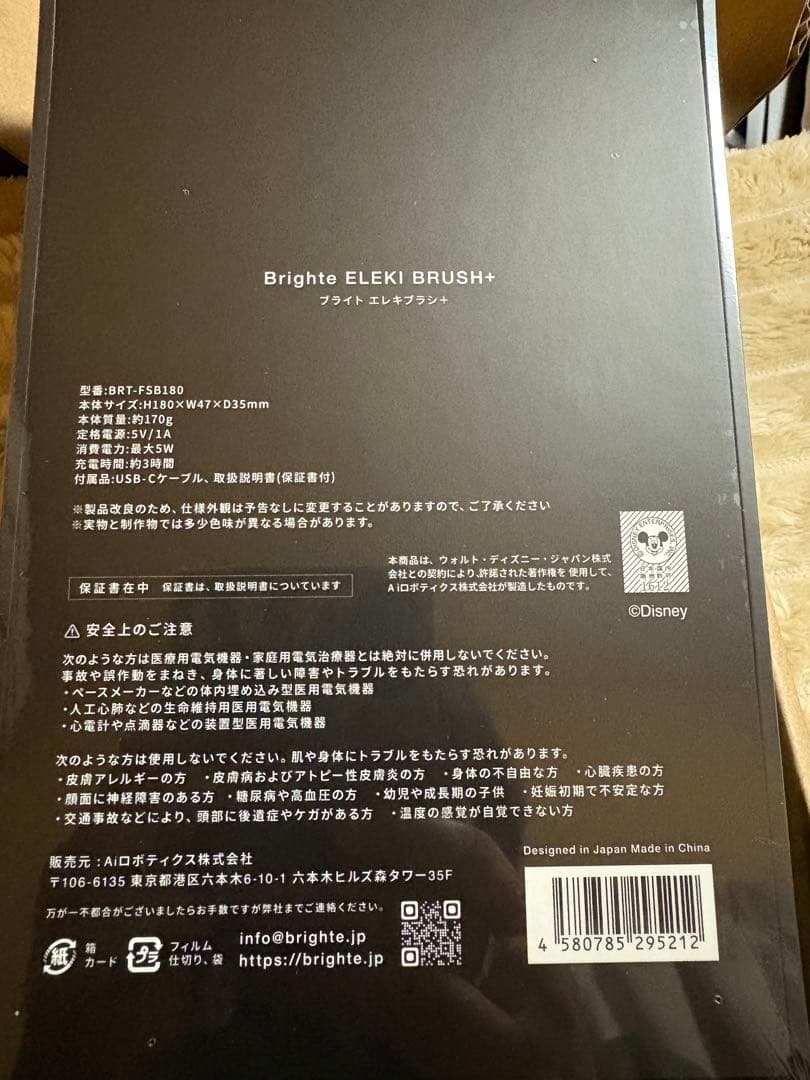 Brighte ELEKI BRUSH+
ブライト エレキブラシ＋
型番:BRT-FSB180
本体サイズ:H180×W47×D35mm
本体質量:約170g
定格電源:5V/1A
消費電力:最大5W
充電時間:約3時間
付属品:USB-Cケーブル、取扱説明書(保証書付)
※製品改良のため、仕様外観は予告なしに変更することがありますので、ご了承ください
※実物と制作物では多少色味が異なる場合があります。
保証書在中 保証書は、取扱説明書についています
本商品は、ウォルト・ディズニー・ジャパン株式
会社との契約により、許諾された著作権を 使用して、
Aiロボティクス株式会社が製造したものです。
©DISNEY ENTERPRISES, INC.
日本国内
1612
©Disney
⚠ 安全上のご注意
次のような方は医療用電気機器・家庭用電気治療器とは絶対に併用しないでください。
事故や誤作動をまねき、身体に著しい障害やトラブルをもたらす恐れがあります。
・ペースメーカーなどの体内埋め込み型医用電気機器
・人工心肺などの生命維持用医用電気機器
・心電計や点滴器などの装置型医用電気機器
次のような方は使用しないでください。肌や身体にトラブルをもたらす恐れがあります。
・皮膚アレルギーの方 ・皮膚病およびアトピー性皮膚炎の方 ・身体の不自由な方 ・心臓疾患の方
・顔面に神経障害のある方 ・糖尿病や高血圧の方 ・幼児や成長期の子供 ・妊娠初期で不安定な方
・交通事故などにより、頭部に後遺症やケガがある方 ・温度の感覚が自覚できない方
販売元：Aiロボティクス株式会社
〒106-6135 東京都港区六本木6-10-1 六本木ヒルズ森タワー35F
万が一不都合がございましたらお手数ですが弊社までご連絡ください。
紙
箱
カード
プラ
フィルム
仕切り、袋
info@brighte.jp
https://brighte.jp
Designed in Japan Made in China
4 580785 295212